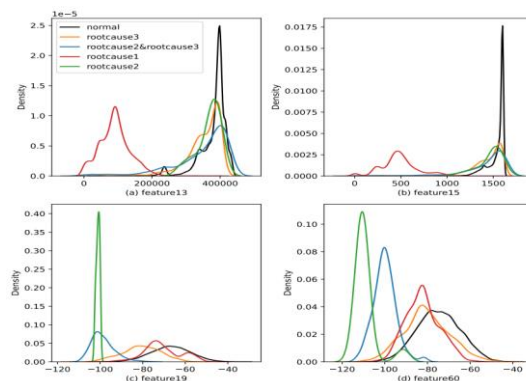 1e-5
2.5
2.0
1.5
1.0
0.5
0.0
Density
normal
rootcause3
rootcause2&rootcause3
rootcause1
rootcause2
0 200000 400000
(a) feature13
0.0175
0.0150
0.0125
0.0100
0.0075
0.0050
0.0025
0.0000
Density
0 500 1000 1500
(b) feature15
0.40
0.35
0.30
0.25
0.20
0.15
0.10
0.05
0.00
Density
−120 −100 −80 −60 −40
(c) feature19
0.10
0.08
0.06
0.04
0.02
0.00
Density
−120 −100 −80 −60 −40